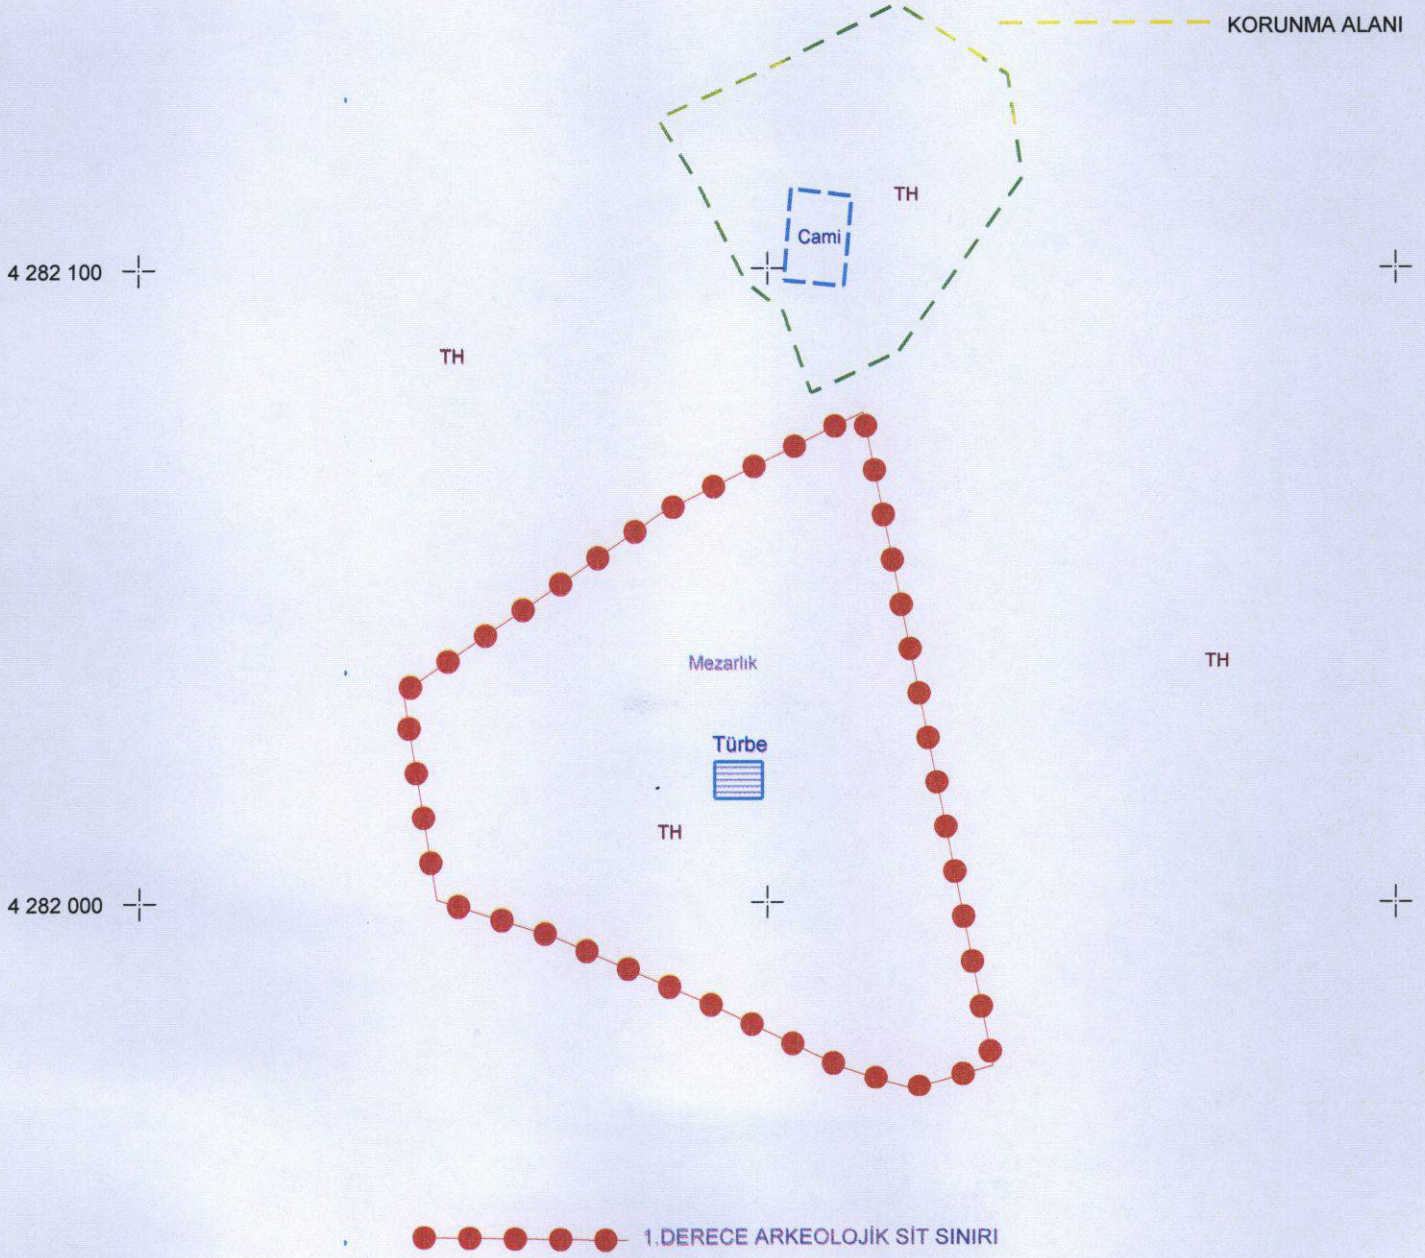 KORUNMA ALANI
TH
Cami
4 282 100
TH
Mezarlık
TH
Türbe
TH
4 282 000
1.DERECE ARKEOLOJİK SİT SINIRI